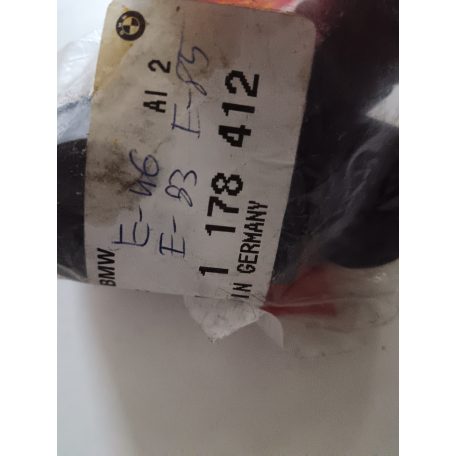 BMW
E-46 AI 2
E-83 E-85
1 178 412
IN GERMANY